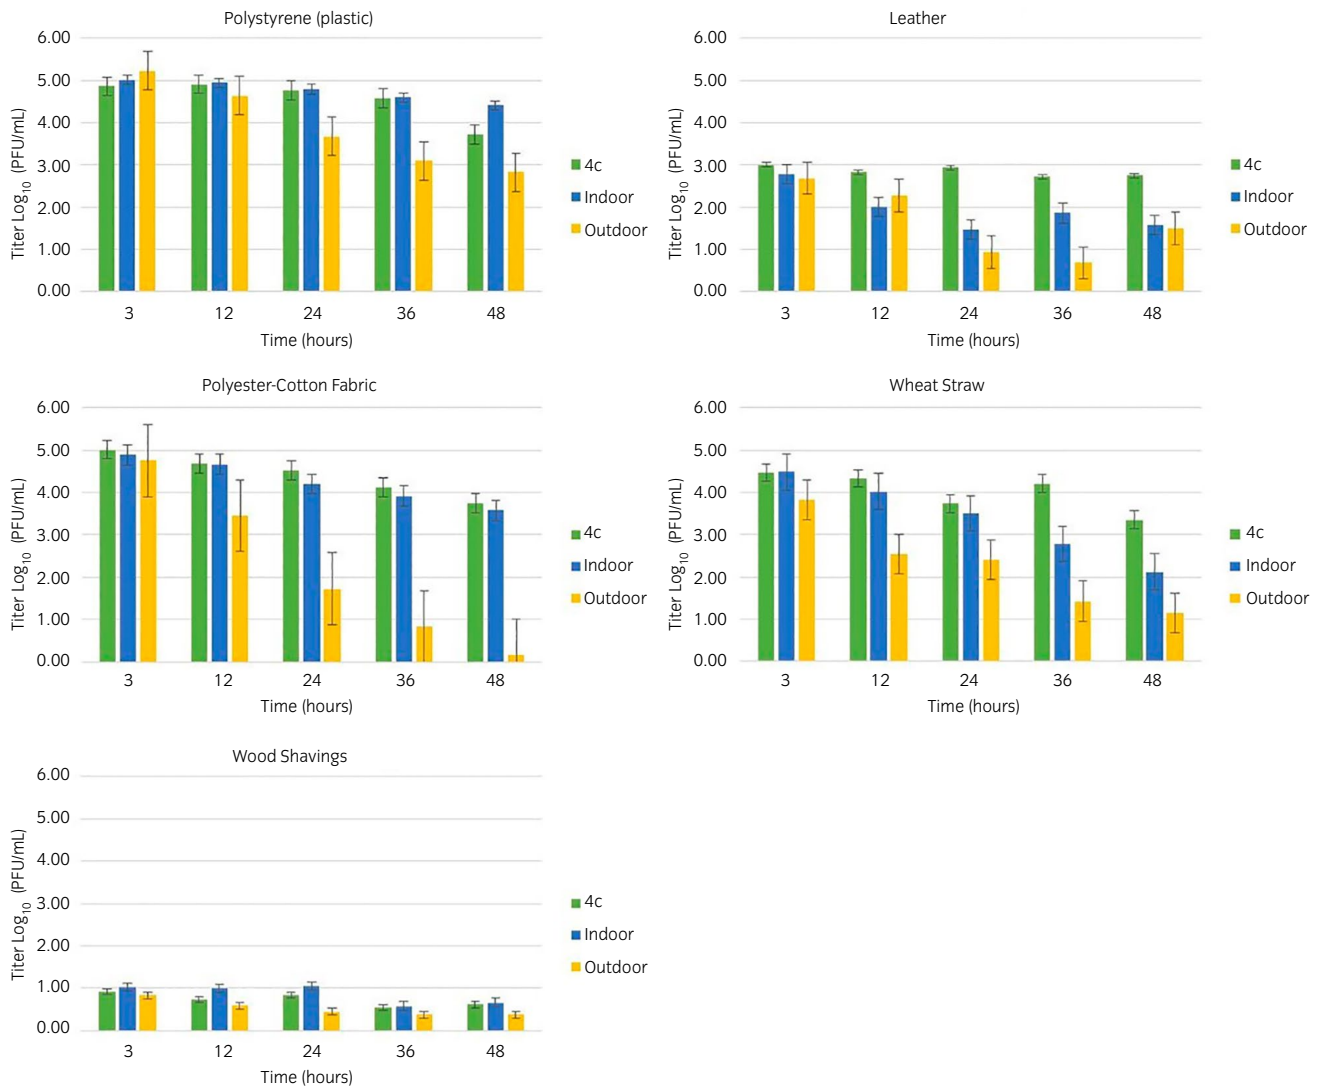 Polystyrene (plastic)
Titer Log10 (PFU/mL)
6.00
5.00
4.00
3.00
2.00
1.00
0.00
3 12 24 36 48
Time (hours)
4c
Indoor
Outdoor
Leather
Titer Log10 (PFU/mL)
6.00
5.00
4.00
3.00
2.00
1.00
0.00
3 12 24 36 48
Time (hours)
4c
Indoor
Outdoor
Polyester-Cotton Fabric
Titer Log10 (PFU/mL)
6.00
5.00
4.00
3.00
2.00
1.00
0.00
3 12 24 36 48
Time (hours)
4c
Indoor
Outdoor
Wheat Straw
Titer Log10 (PFU/mL)
6.00
5.00
4.00
3.00
2.00
1.00
0.00
3 12 24 36 48
Time (hours)
4c
Indoor
Outdoor
Wood Shavings
Titer Log10 (PFU/mL)
6.00
5.00
4.00
3.00
2.00
1.00
0.00
3 12 24 36 48
Time (hours)
4c
Indoor
Outdoor